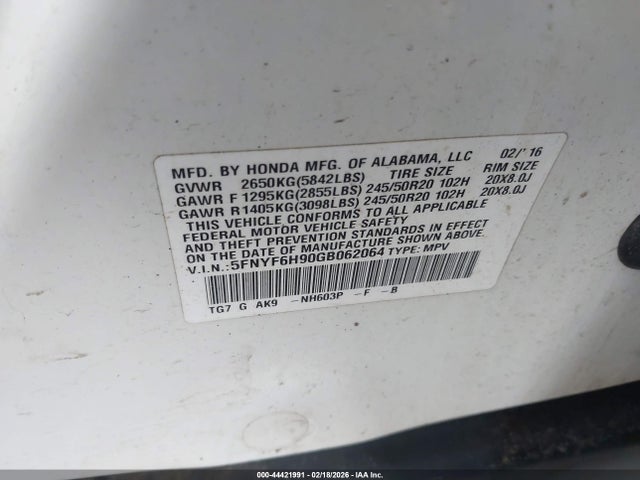 MFD. BY HONDA MFG. OF ALABAMA, LLC 02/'16
GVWR 2650KG(5842LBS) TIRE SIZE RIM SIZE
GAWR F 1295KG(2855LBS) 245/50R20 102H 20X8.0J
GAWR R1405KG(3098LBS) 245/50R20 102H 20X8.0J
THIS VEHICLE CONFORMS TO ALL APPLICABLE
FEDERAL MOTOR VEHICLE SAFETY
AND THEFT PREVENTION STANDARDS IN EFFECT
ON THE DATE OF MANUFACTURE SHOWN ABOVE.
V.I.N.: 5FNYF6H90GB062064 TYPE: MPV
TG7 G AK9 -NH603P -F -B
000-44421991 - 02/18/2026 - IAA Inc.